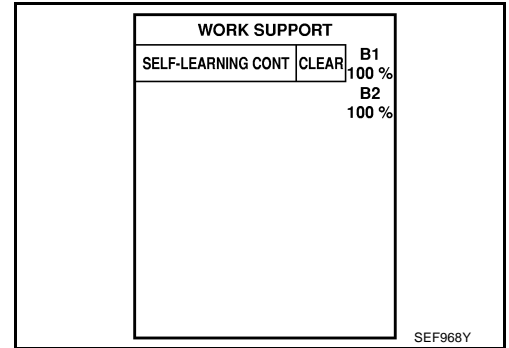 WORK SUPPORT
SELF-LEARNING CONT CLEAR B1
100 %
B2
100 %
SEF968Y